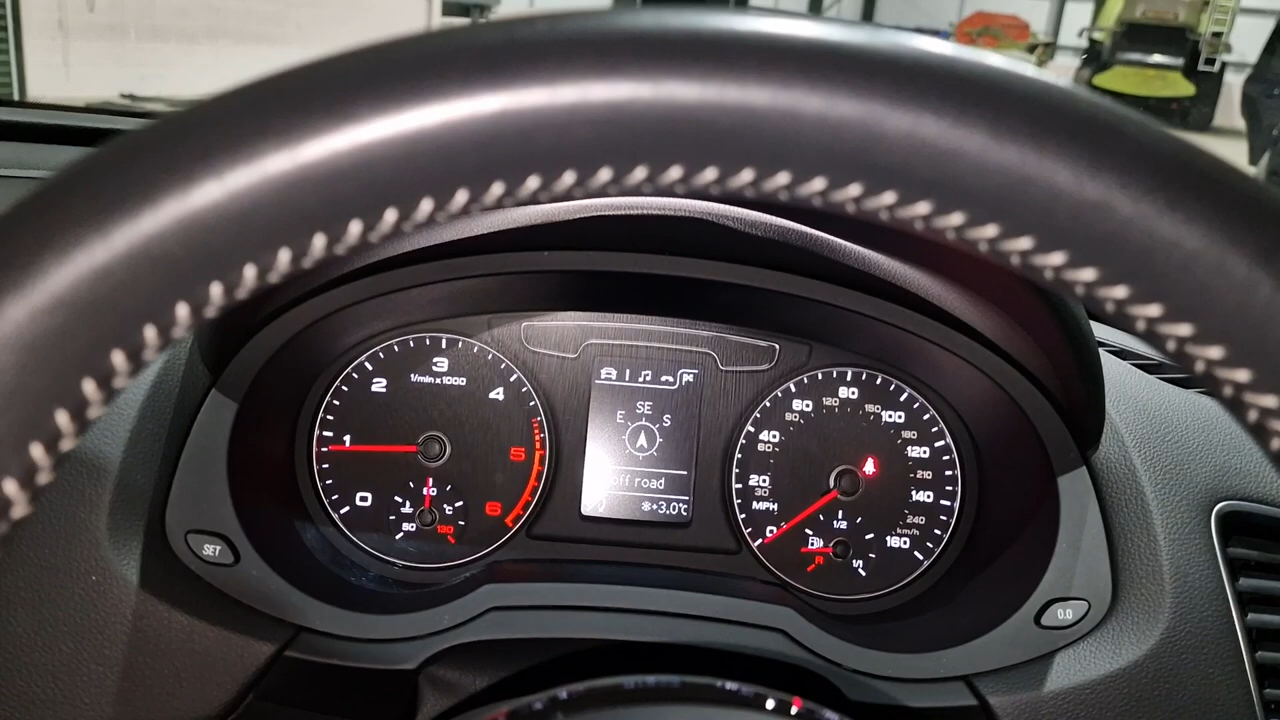 3
1/min x 1000
2
4
1
5
0
6
90
°C
50
130
SET
SE
E
S
off road
❄+3.0°C
80
60
120
150
100
90
180
40
60
120
210
20
30
140
MPH
240
km/h
0
1/2
160
R
1/1
0.0